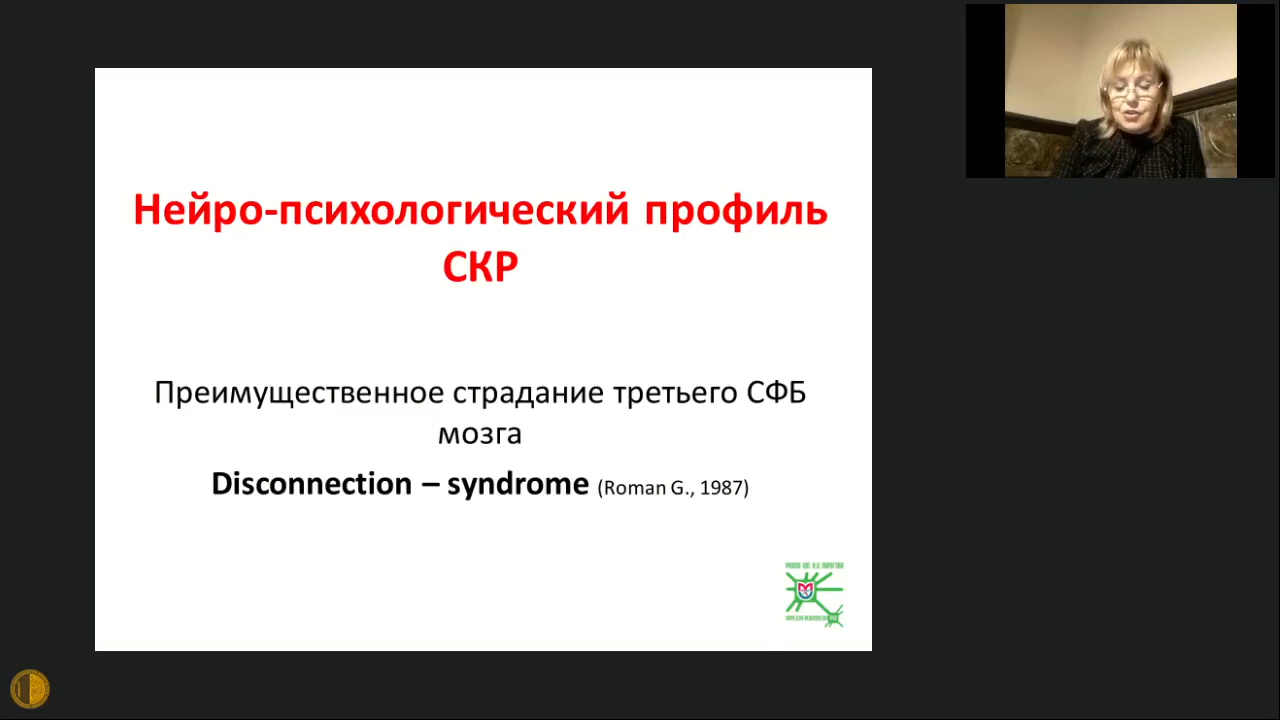 Нейро-психологический профиль
СКР
Преимущественное страдание третьего СФБ
мозга
Disconnection – syndrome (Roman G., 1987)